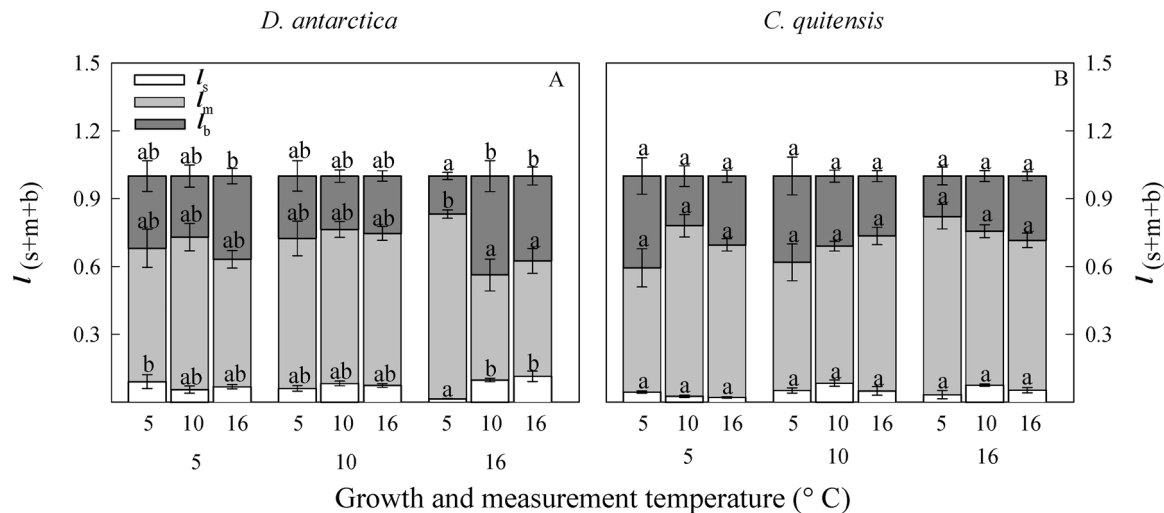 D. antarctica C. quitensis
1.5 A B 1.5
ls
lm
lb
1.2 1.2
ab ab b ab ab ab a b b a a a a a a a a a
0.9 0.9
ab ab ab ab ab ab b a a a a a a a a a a a
0.6 0.6
0.3 0.3
b ab ab ab ab ab a b b a a a a a a a a a
l (s+m+b) l (s+m+b)
5 10 16 5 10 16 5 10 16 5 10 16 5 10 16 5 10 16
5 10 16 5 10 16
Growth and measurement temperature (° C)